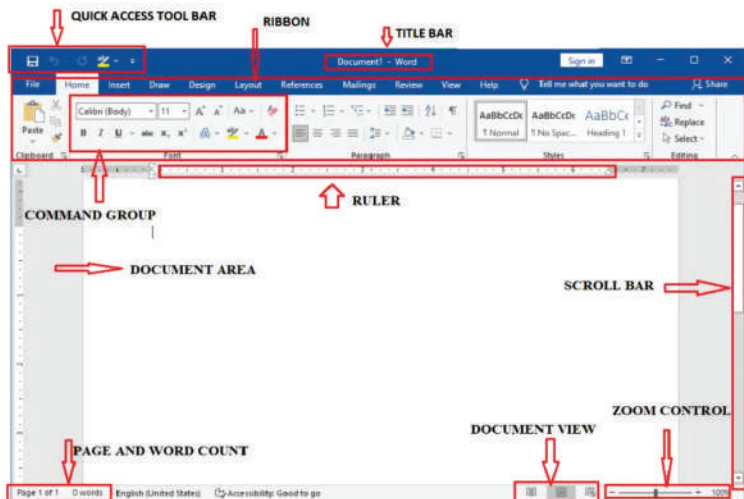 QUICK ACCESS TOOL BAR
RIBBON
TITLE BAR
Document1 - Word
Sign in
File Home Insert Draw Design Layout References Mailings Review View Help Tell me what you want to do Share
Calibri (Body) 11 A A Aa
Paste
B I U abc X, X A
AaBbCcDc AaBbCcDc AaBbCc
¶ Normal ¶ No Spac... Heading 1
Find
Replace
Select
Clipboard Font Paragraph Styles Editing
RULER
COMMAND GROUP
DOCUMENT AREA
SCROLL BAR
ZOOM CONTROL
DOCUMENT VIEW
PAGE AND WORD COUNT
Page 1 of 1 0 words English (United States) Accessibility: Good to go 100%